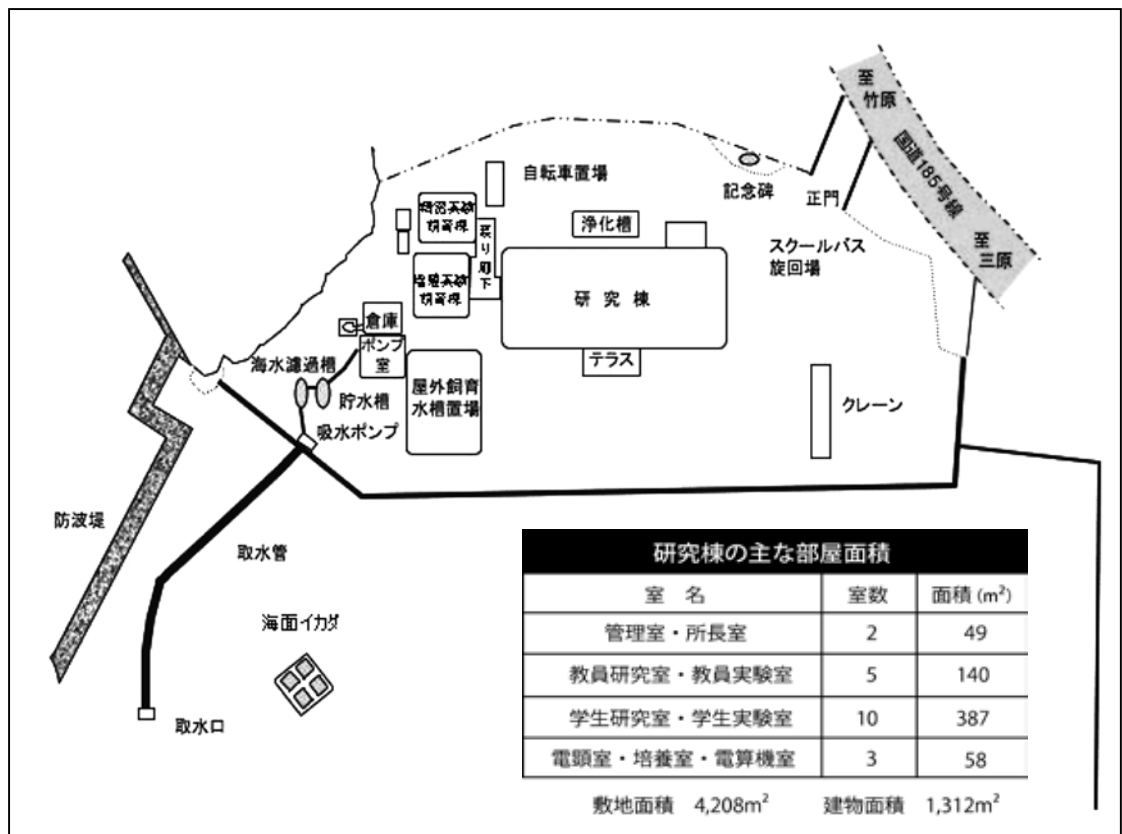 至
竹原
国道185号線
至
三原
自転車置場
記念碑
正門
浄化槽
スクールバス
旋回場
渡り廊下
研究棟
倉庫
ポンプ
室
テラス
海水濾過槽
貯水槽
屋外飼育
水槽置場
クレーン
吸水ポンプ
防波堤
取水管
海面イカダ
取水口
研究棟の主な部屋面積
室 名 室数 面積 (m²)
管理室・所長室 2 49
教員研究室・教員実験室 5 140
学生研究室・学生実験室 10 387
電顕室・培養室・電算機室 3 58
敷地面積 4,208m² 建物面積 1,312m²